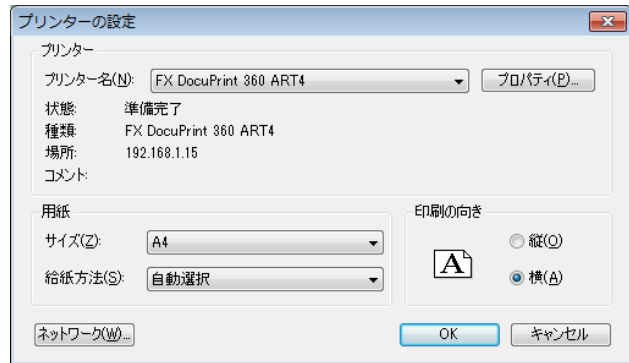 プリンターの設定
プリンター
プリンター名(N): FX DocuPrint 360 ART4 プロパティ(P)...
状態: 準備完了
種類: FX DocuPrint 360 ART4
場所: 192.168.1.15
コメント:
用紙
サイズ(Z): A4
給紙方法(S): 自動選択
印刷の向き
A
縦(O)
横(A)
ネットワーク(W)... OK キャンセル